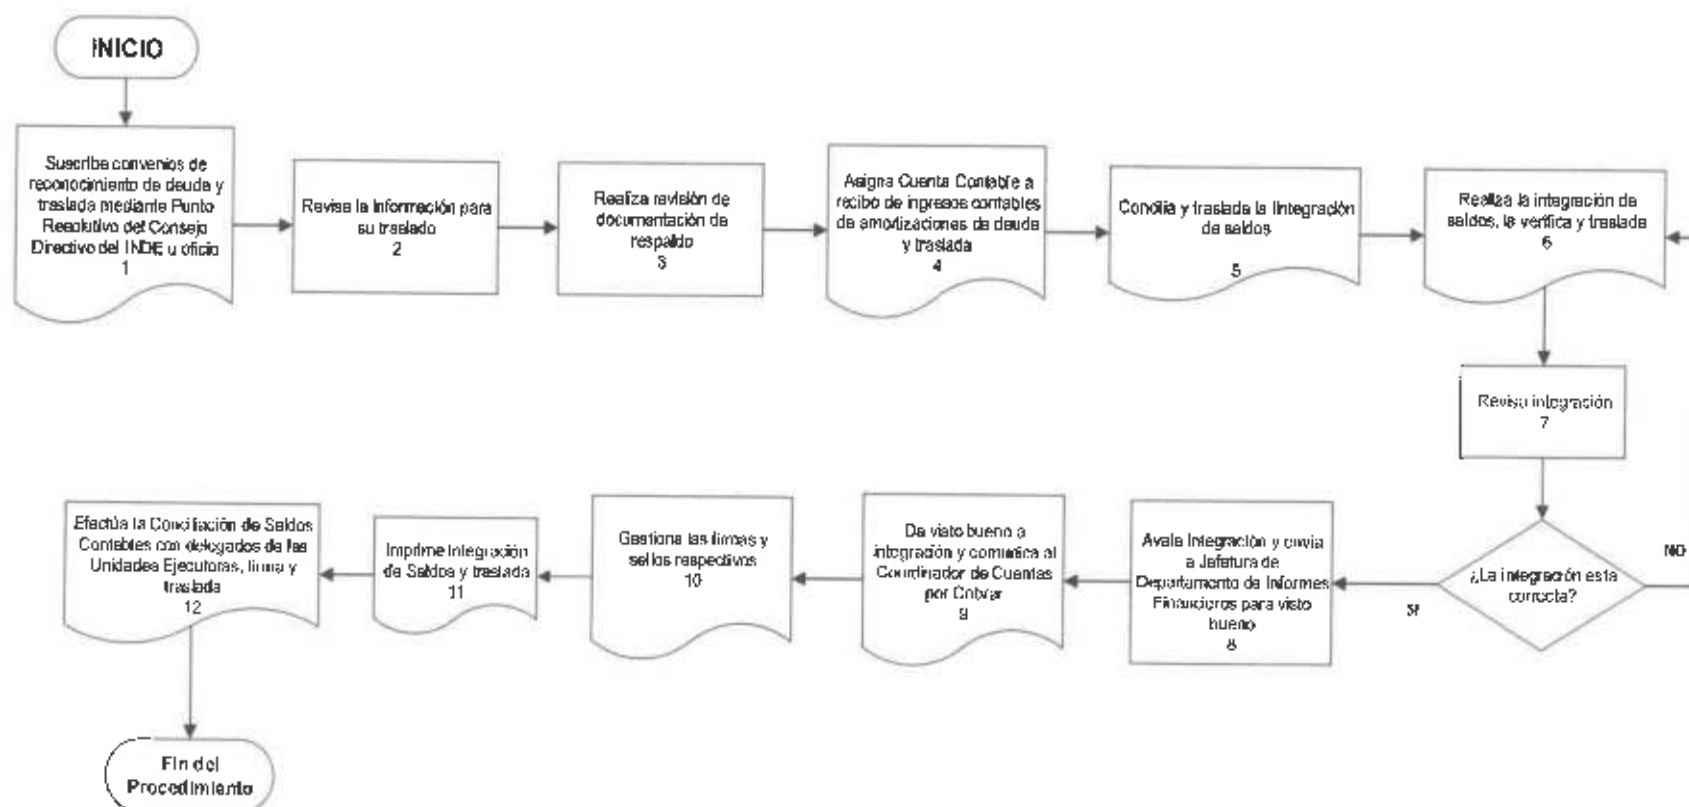 INICIO
Suscribe convenios de
reconocimiento de deuda y
traslada mediante Punto
Resolutivo del Consejo
Directivo del INDE u oficio
1
Revisa la información para
su traslado
2
Realiza revisión de
documentación de
respaldo
3
Asigna Cuenta Contable a
recibo de ingresos contables
de amortizaciones de deuda
y traslada
4
Concilia y traslada la IIntegración
de saldos
5
Realiza la integración de
saldos, la verifica y traslada
6
Revisa integración
7
¿La integración esta
correcta?
NO
SI
Avala Integración y envia
a Jefatura de
Departamento de Informes
Financieros para visto
bueno
8
Da visto bueno a
integración y comunica al
Coordinador de Cuentas
por Cobrar
9
Gestiona las firmas y
sellos respectivos
10
Imprime Integración
de Saldos y traslada
11
Efectúa la Conciliación de Saldos
Contables con delegados de las
Unidades Ejecutoras, firma y
traslada
12
Fin del
Procedimiento